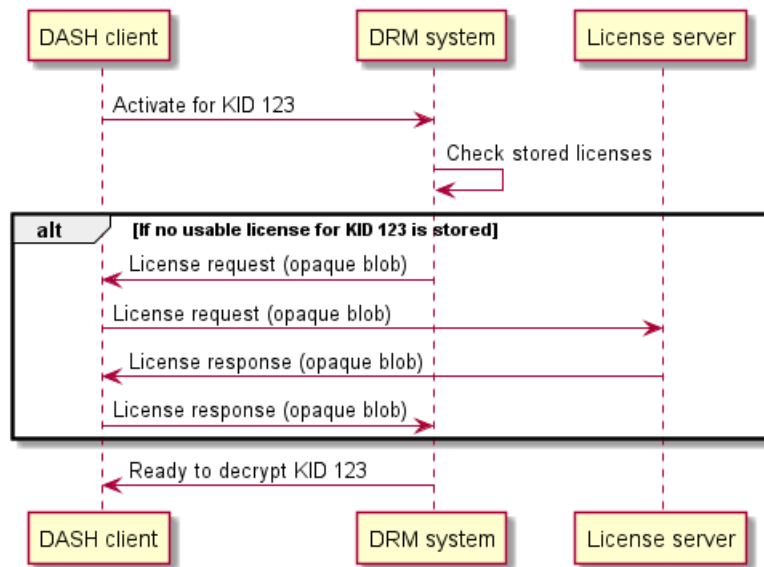 DASH client
DRM system
License server
Activate for KID 123
Check stored licenses
alt
[If no usable license for KID 123 is stored]
License request (opaque blob)
License request (opaque blob)
License response (opaque blob)
License response (opaque blob)
Ready to decrypt KID 123
DASH client
DRM system
License server